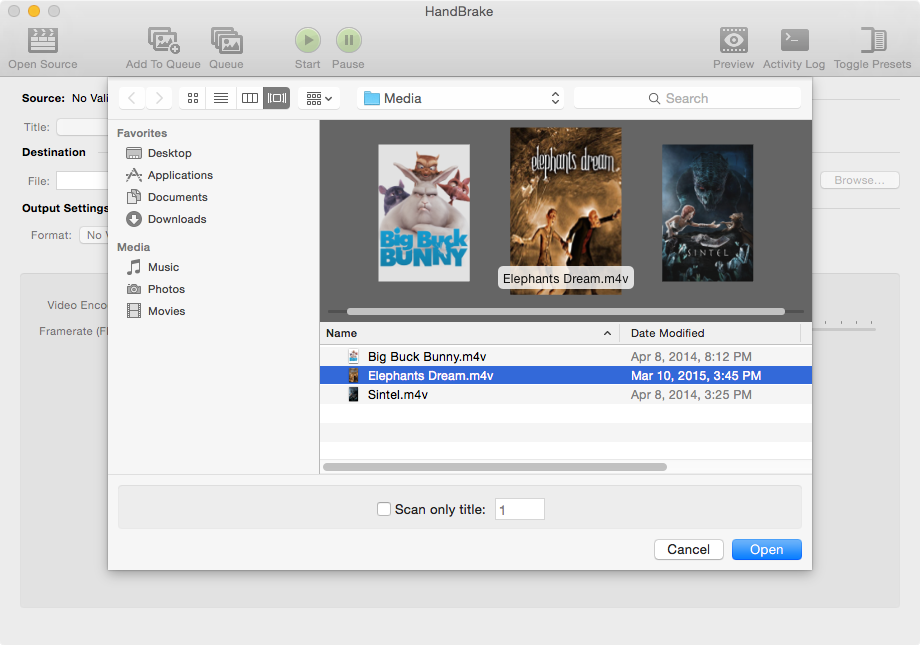 HandBrake
Open Source
Add To Queue
Queue
Start
Pause
Preview
Activity Log
Toggle Presets
Source: No Vali
Title:
Destination
File:
Browse...
Output Settings
Format: No
Video Enco
Framerate (F
Media
Search
Favorites
Desktop
Applications
Documents
Downloads
Media
Music
Photos
Movies
Big Buck
BUNNY
elephants dream
SINTEL
Elephants Dream.m4v
Name
Date Modified
Big Buck Bunny.m4v Apr 8, 2014, 8:12 PM
Elephants Dream.m4v Mar 10, 2015, 3:45 PM
Sintel.m4v Apr 8, 2014, 3:25 PM
Scan only title: 1
Cancel
Open